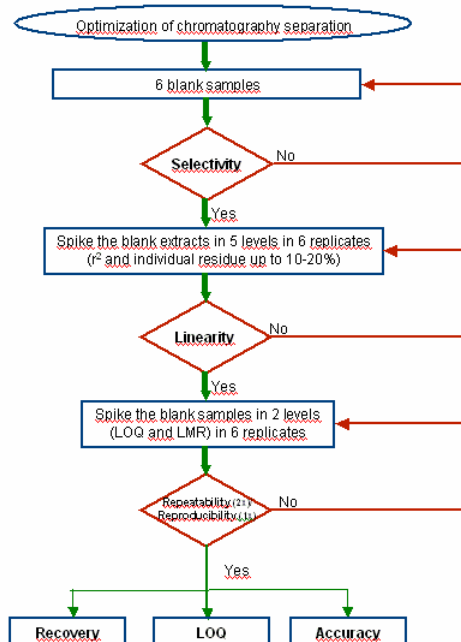 Optimization of chromatography separation
6 blank samples
Selectivity
No
Yes
Spike the blank extracts in 5 levels in 6 replicates
(r² and individual residue up to 10-20%)
Linearity
No
Yes
Spike the blank samples in 2 levels
(LOQ and LMR) in 6 replicates
Repeatability
Reproducibility
No
Yes
Recovery
LOQ
Accuracy